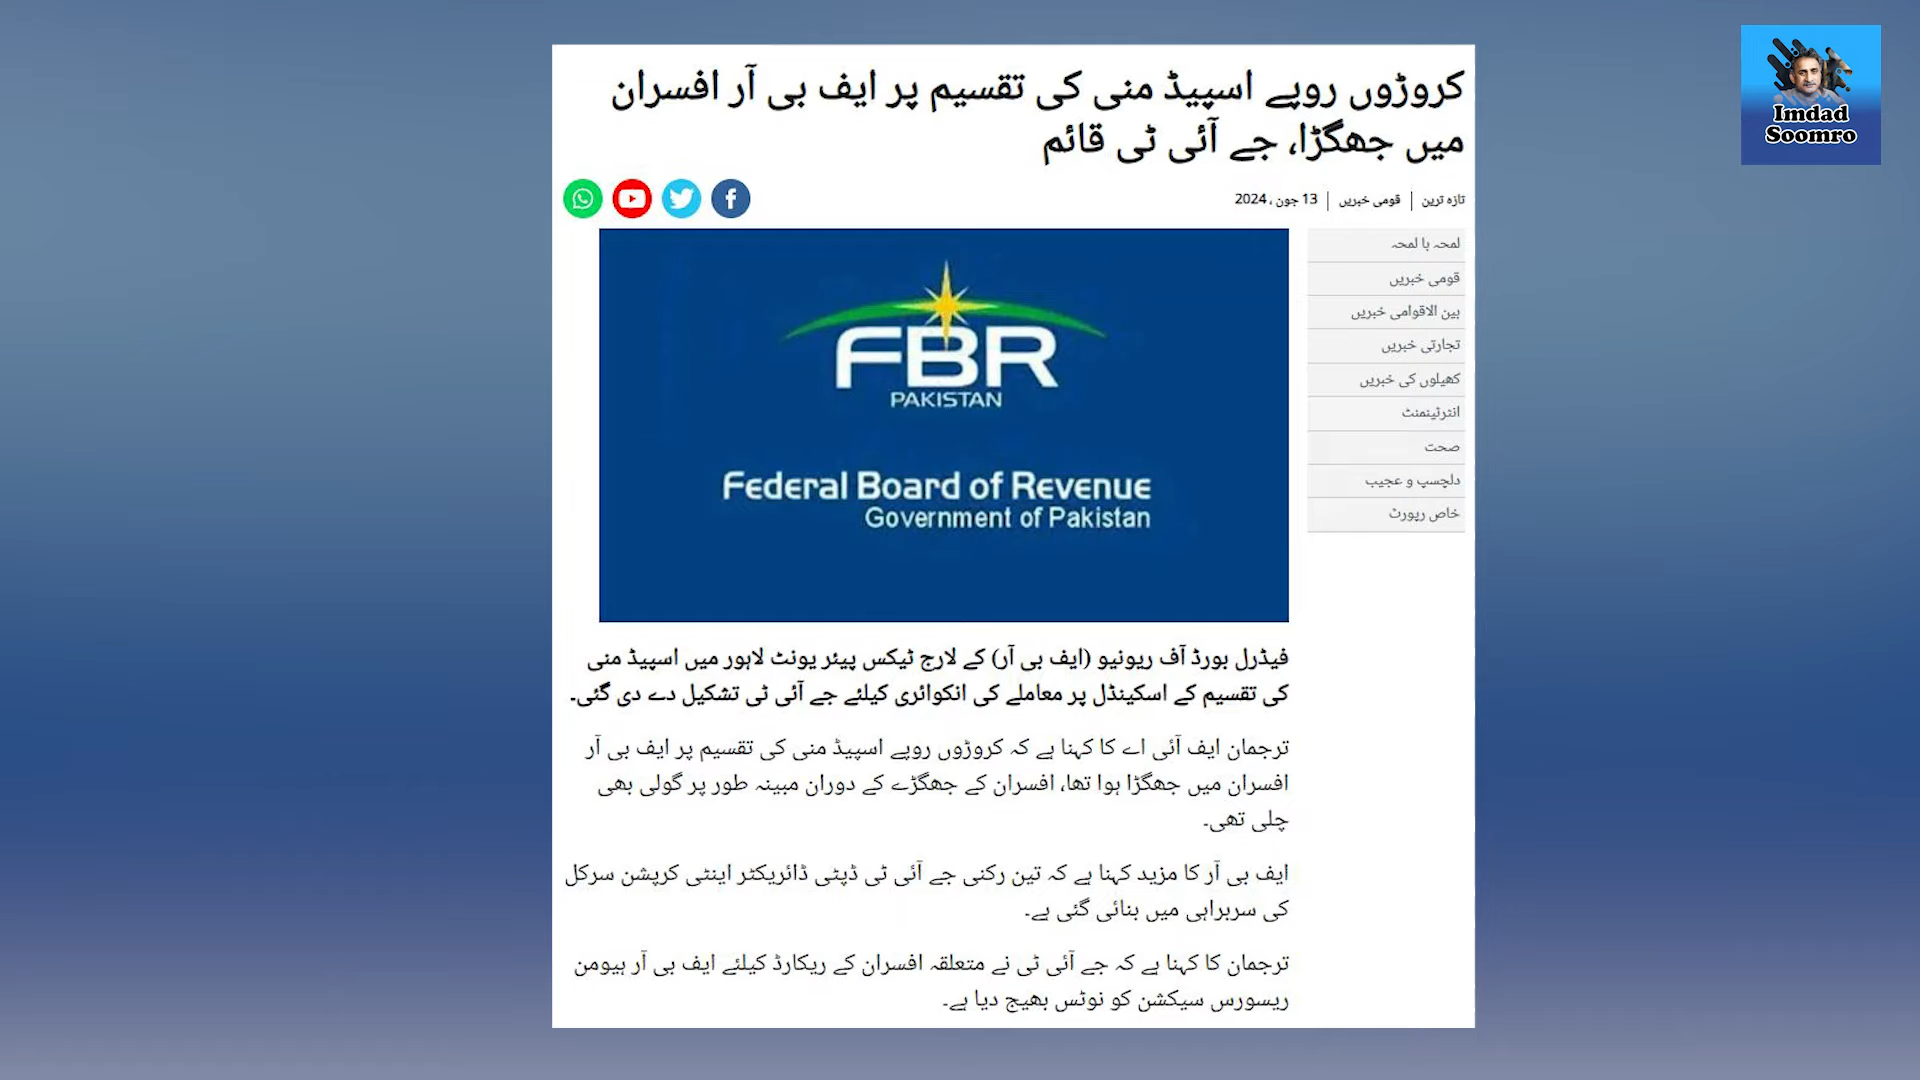 کروڑوں روپے اسپیڈ منی کی تقسیم پر ایف بی آر افسران
میں جھگڑا، جے آئی ٹی قائم
تازہ ترین | قومی خبریں | 13 جون ، 2024
Imdad
Soomro
لمحہ با لمحہ
قومی خبریں
بین الاقوامی خبریں
تجارتی خبریں
کھیلوں کی خبریں
انٹرٹینمنٹ
صحت
دلچسپ و عجیب
خاص رپورٹ
FBR
PAKISTAN
Federal Board of Revenue
Government of Pakistan
فیڈرل بورڈ آف ریونیو (ایف بی آر) کے لارج ٹیکس پیئر یونٹ لاہور میں اسپیڈ منی
کی تقسیم کے اسکینڈل پر معاملے کی انکوائری کیلئے جے آئی ٹی تشکیل دے دی گئی۔
ترجمان ایف آئی اے کا کہنا ہے کہ کروڑوں روپے اسپیڈ منی کی تقسیم پر ایف بی آر
افسران میں جھگڑا ہوا تھا، افسران کے جھگڑے کے دوران مبینہ طور پر گولی بھی
چلی تھی۔
ایف بی آر کا مزید کہنا ہے کہ تین رکنی جے آئی ٹی ڈپٹی ڈائریکٹر اینٹی کرپشن سرکل
کی سربراہی میں بنائی گئی ہے۔
ترجمان کا کہنا ہے کہ جے آئی ٹی نے متعلقہ افسران کے ریکارڈ کیلئے ایف بی آر ہیومن
ریسورس سیکشن کو نوٹس بھیج دیا ہے۔